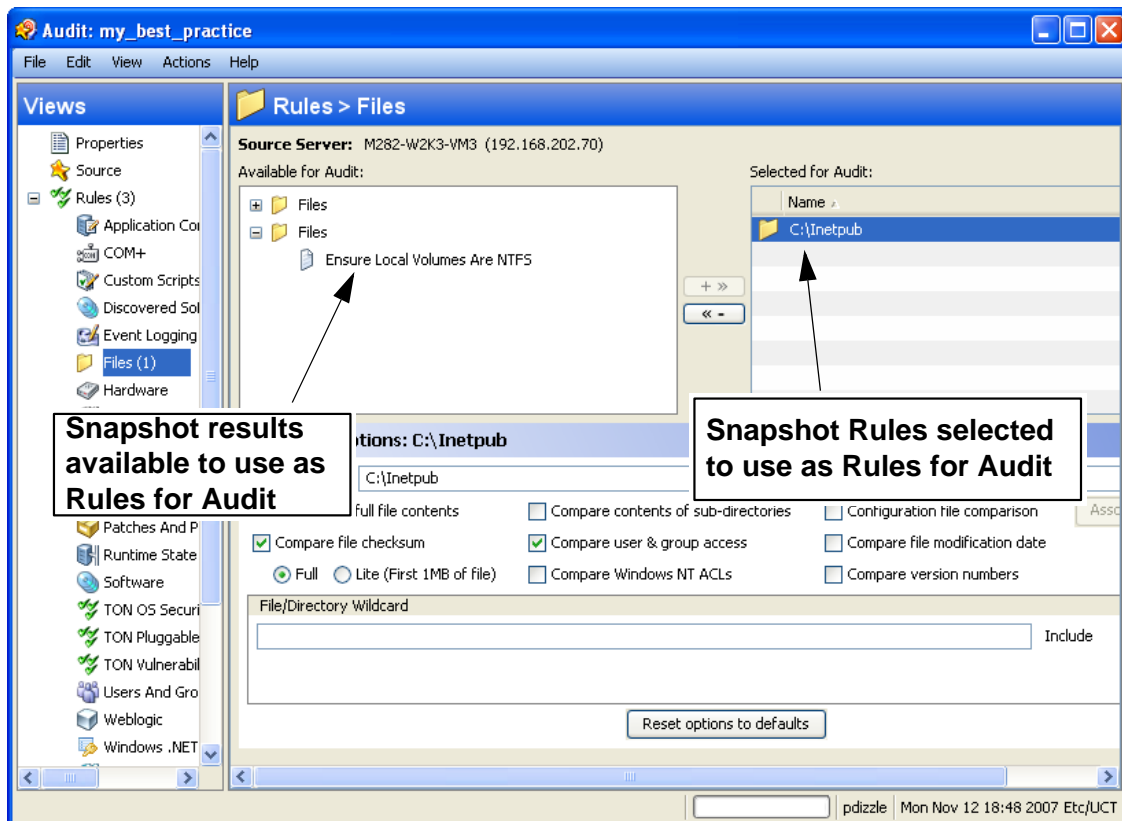 Audit: my_best_practice
File Edit View Actions Help
Views
Properties
Source
Rules (3)
Application Co
COM+
Custom Scripts
Discovered Sol
Event Logging
Files (1)
Hardware
Patches And P
Runtime State
Software
TON OS Securi
TON Pluggable
TON Vulnerabil
Users And Gro
Weblogic
Windows .NET
Rules > Files
Source Server: M282-W2K3-VM3 (192.168.202.70)
Available for Audit:
Files
Files
Ensure Local Volumes Are NTFS
+ »
« -
Selected for Audit:
Name
C:\Inetpub
Snapshot results
available to use as
Rules for Audit
Snapshot Rules selected
to use as Rules for Audit
tions: C:\Inetpub
C:\Inetpub
full file contents Compare contents of sub-directories Configuration file comparison Asso
Compare file checksum Compare user & group access Compare file modification date
Full Lite (First 1MB of file) Compare Windows NT ACLs Compare version numbers
File/Directory Wildcard
Include
Reset options to defaults
pdizzle Mon Nov 12 18:48 2007 Etc/UCT